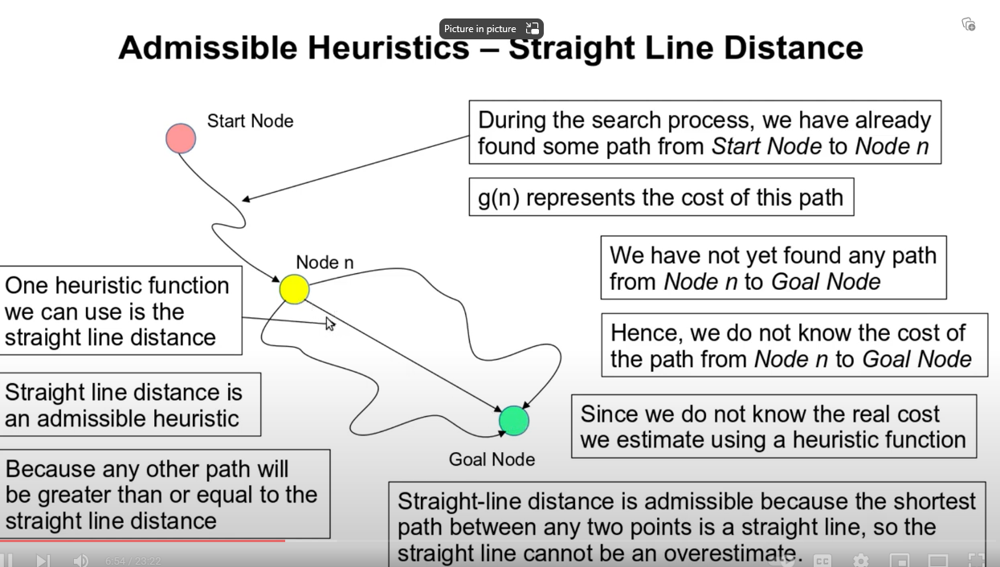 Picture in picture
Admissible Heuristics – Straight Line Distance
Start Node
During the search process, we have already
found some path from Start Node to Node n
g(n) represents the cost of this path
Node n
We have not yet found any path
from Node n to Goal Node
One heuristic function
we can use is the
straight line distance
Hence, we do not know the cost of
the path from Node n to Goal Node
Straight line distance is
an admissible heuristic
Since we do not know the real cost
we estimate using a heuristic function
Goal Node
Because any other path will
be greater than or equal to the
straight line distance
Straight-line distance is admissible because the shortest
path between any two points is a straight line, so the
straight line cannot be an overestimate.
6:54 / 23:22
CC